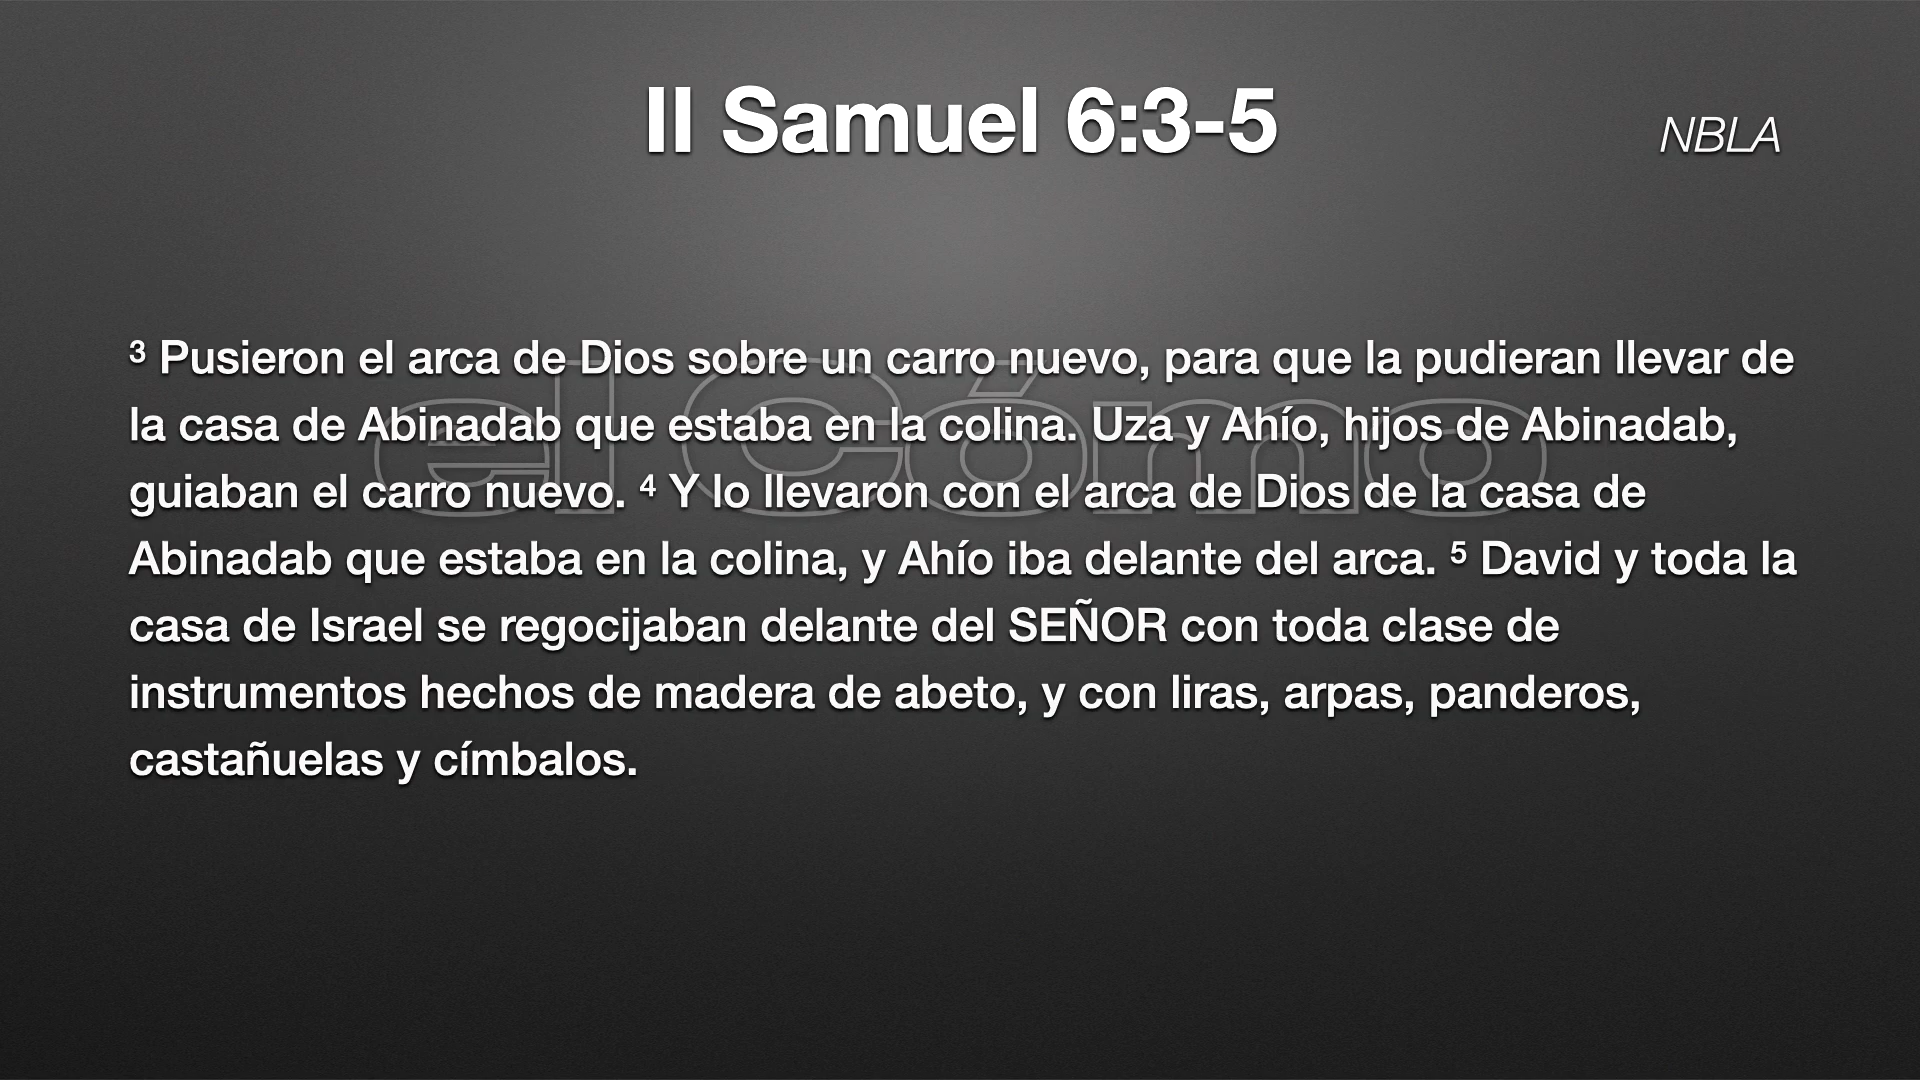 II Samuel 6:3-5
NBLA
³ Pusieron el arca de Dios sobre un carro nuevo, para que la pudieran llevar de
la casa de Abinadab que estaba en la colina. Uza y Ahío, hijos de Abinadab,
guiaban el carro nuevo. ⁴ Y lo llevaron con el arca de Dios de la casa de
Abinadab que estaba en la colina, y Ahío iba delante del arca. ⁵ David y toda la
casa de Israel se regocijaban delante del SEÑOR con toda clase de
instrumentos hechos de madera de abeto, y con liras, arpas, panderos,
castañuelas y címbalos.
el Cómo